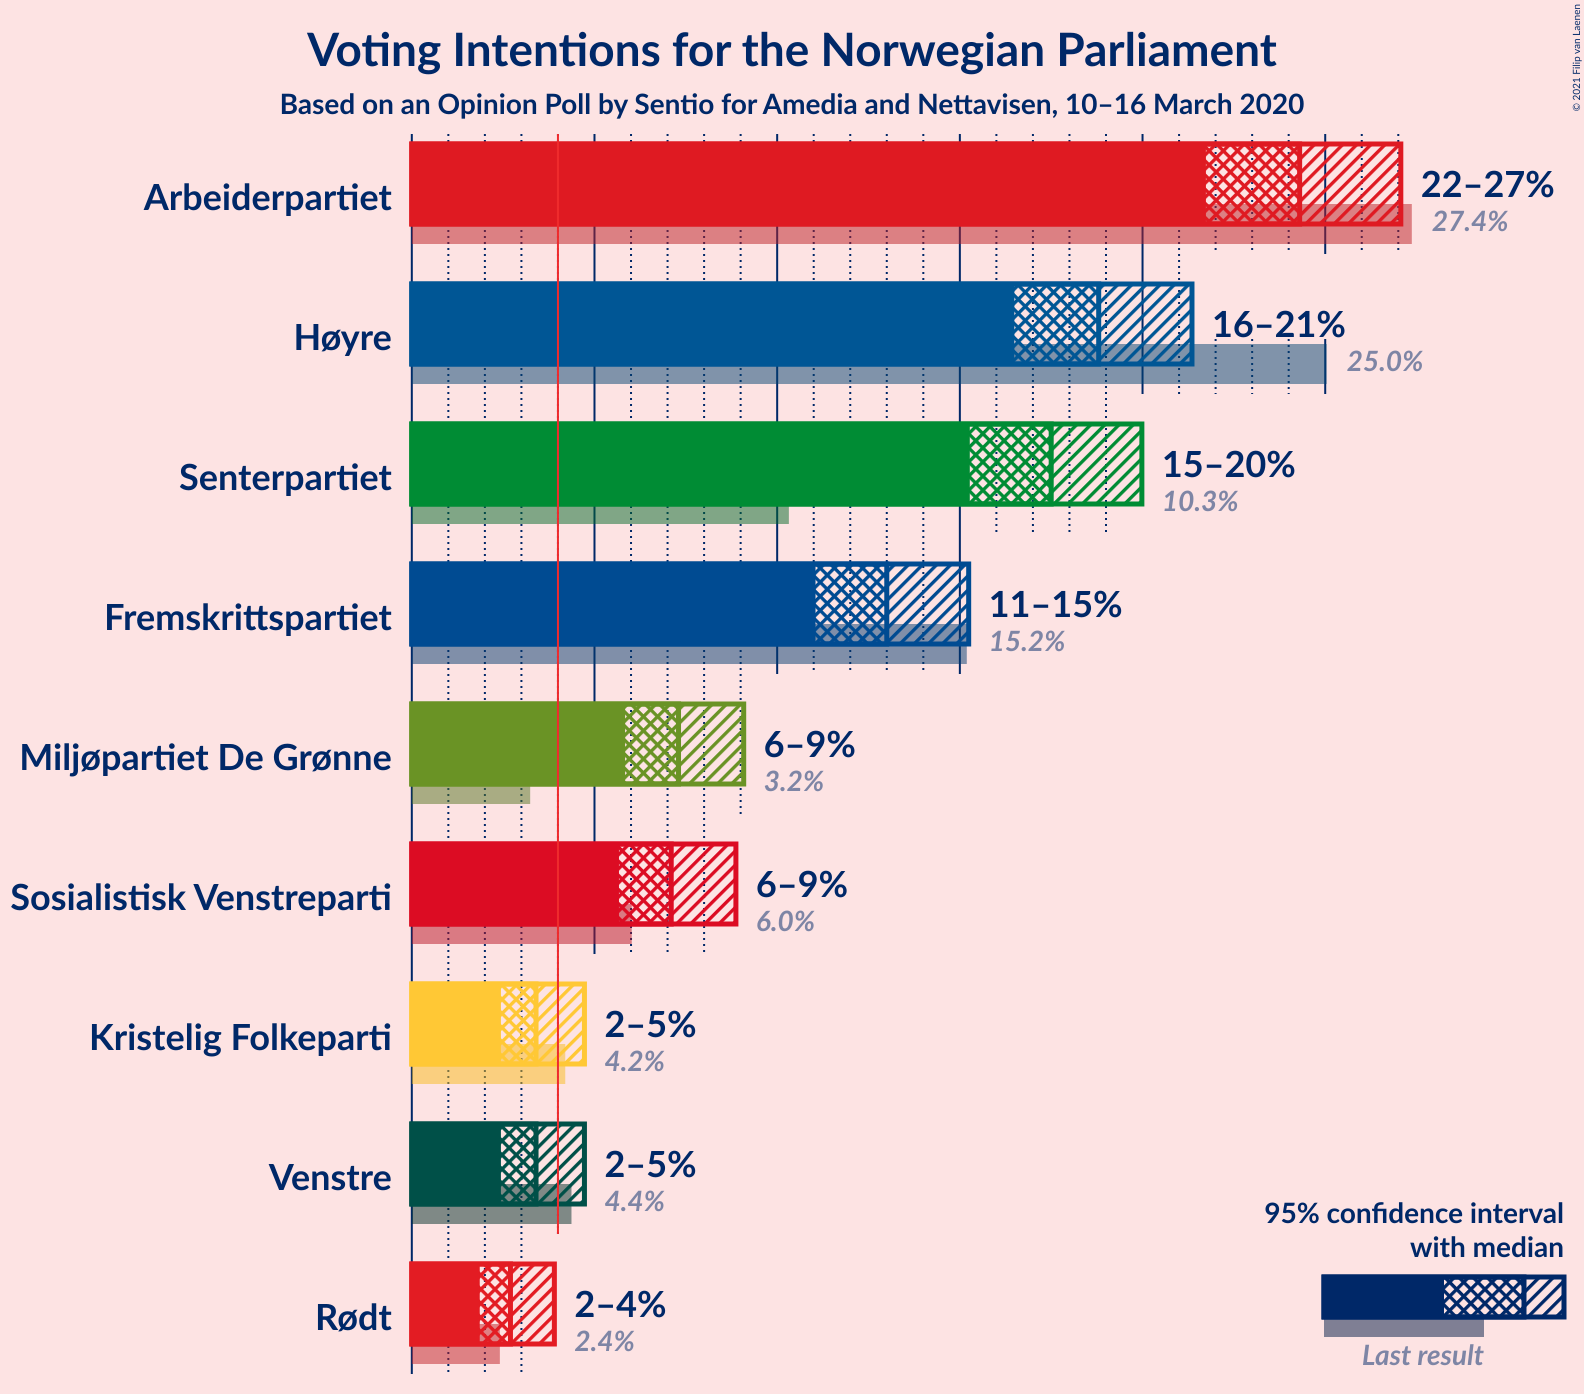 Voting Intentions for the Norwegian Parliament
Based on an Opinion Poll by Sentio for Amedia and Nettavisen, 10–16 March 2020
© 2021 Filip van Laenen
Arbeiderpartiet
22–27%
27.4%
Høyre
16–21%
25.0%
Senterpartiet
15–20%
10.3%
Fremskrittspartiet
11–15%
15.2%
Miljøpartiet De Grønne
6–9%
3.2%
Sosialistisk Venstreparti
6–9%
6.0%
Kristelig Folkeparti
2–5%
4.2%
Venstre
2–5%
4.4%
Rødt
2–4%
2.4%
95% confidence interval
with median
Last result